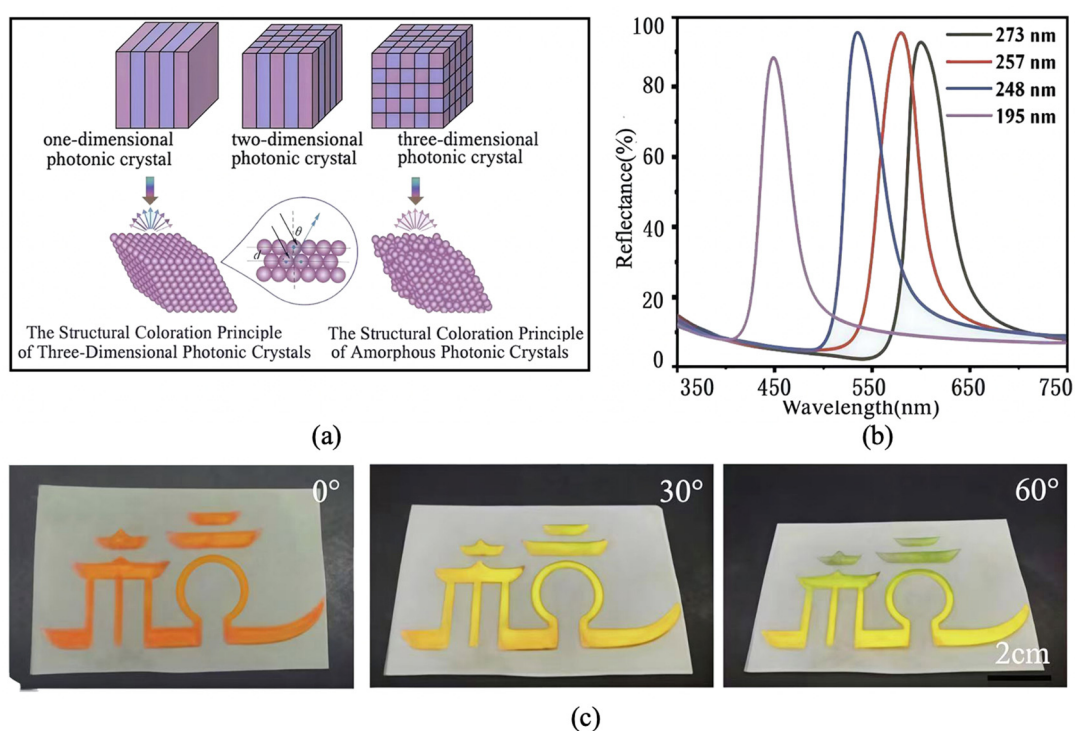 one-dimensional
photonic crystal
two-dimensional
photonic crystal
three-dimensional
photonic crystal
θ
d
The Structural Coloration Principle
of Three-Dimensional Photonic Crystals
The Structural Coloration Principle
of Amorphous Photonic Crystals
(a)
100
80
60
40
20
0
Reflectance(%)
273 nm
257 nm
248 nm
195 nm
350
450
550
650
750
Wavelength(nm)
(b)
0°
30°
60°
2cm
(c)